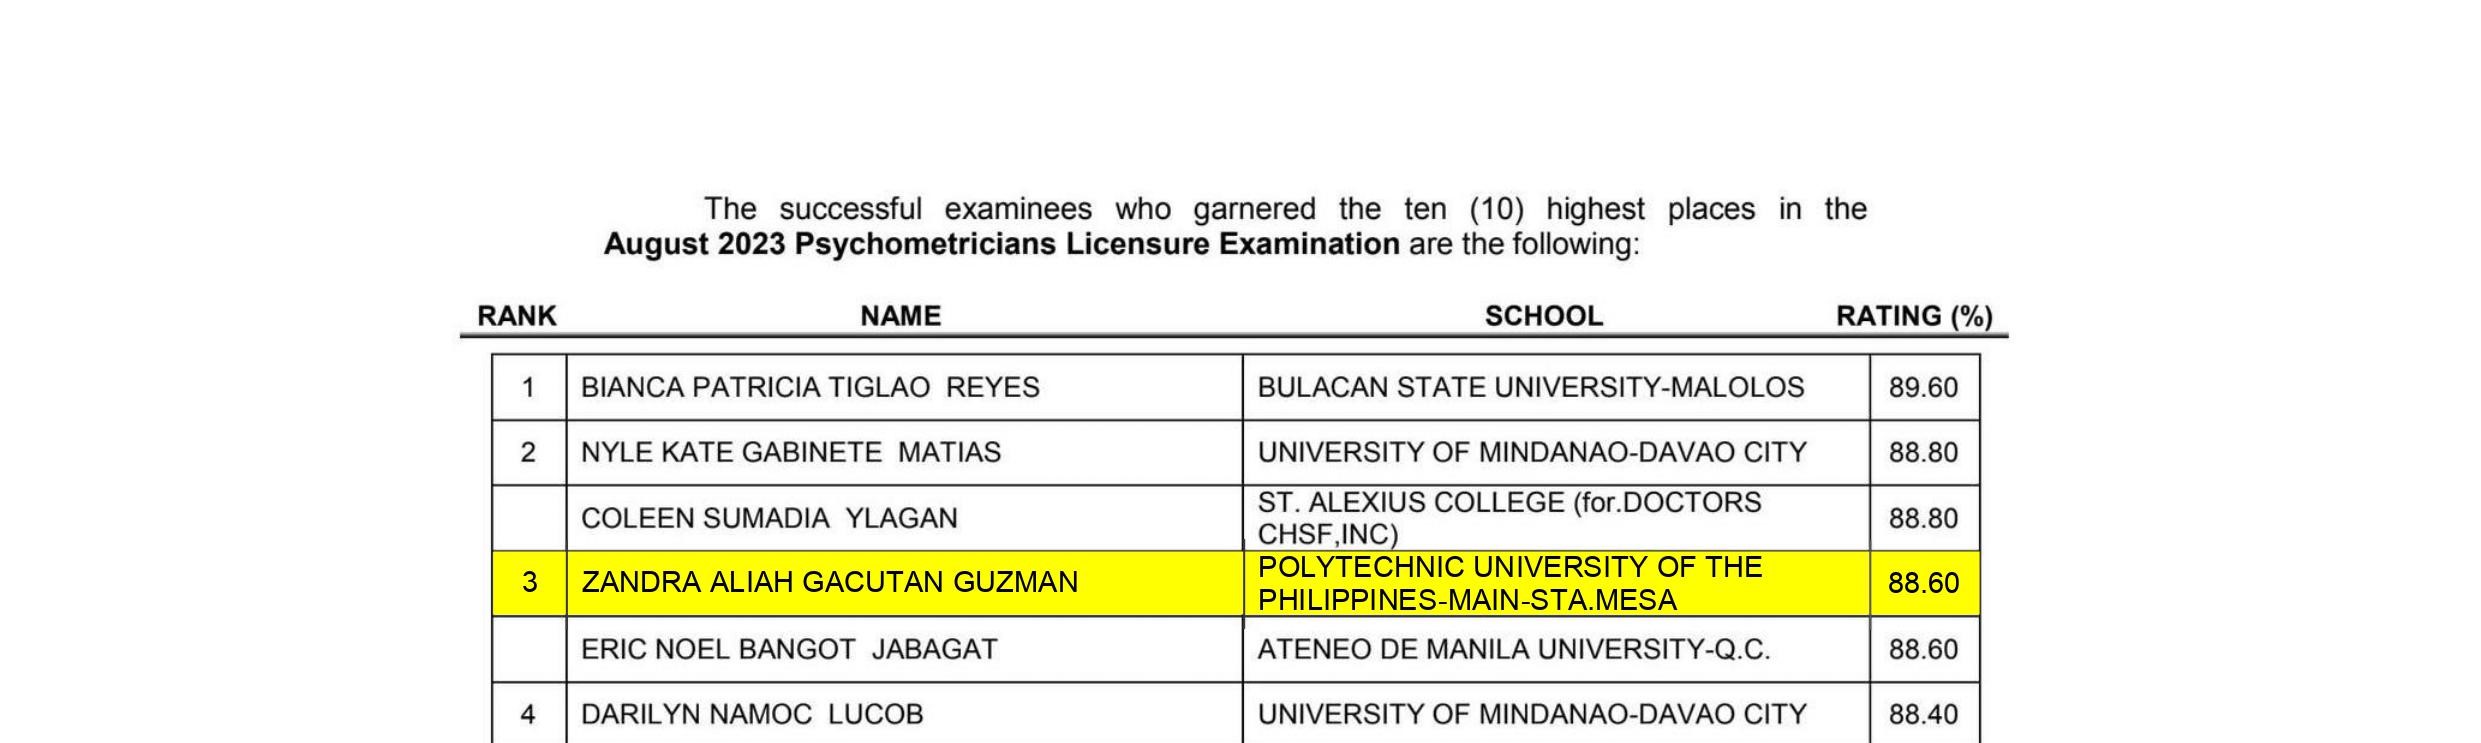 The successful examinees who garnered the ten (10) highest places in the
August 2023 Psychometricians Licensure Examination are the following:
RANK NAME SCHOOL RATING (%)
1 BIANCA PATRICIA TIGLAO REYES BULACAN STATE UNIVERSITY-MALOLOS 89.60
2 NYLE KATE GABINETE MATIAS UNIVERSITY OF MINDANAO-DAVAO CITY 88.80
COLEEN SUMADIA YLAGAN ST. ALEXIUS COLLEGE (for.DOCTORS
CHSF,INC) 88.80
3 ZANDRA ALIAH GACUTAN GUZMAN POLYTECHNIC UNIVERSITY OF THE
PHILIPPINES-MAIN-STA.MESA 88.60
ERIC NOEL BANGOT JABAGAT ATENEO DE MANILA UNIVERSITY-Q.C. 88.60
4 DARILYN NAMOC LUCOB UNIVERSITY OF MINDANAO-DAVAO CITY 88.40